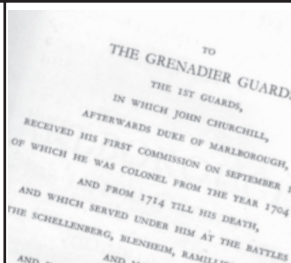 TO
THE GRENADIER GUARDS
THE 1ST GUARDS,
IN WHICH JOHN CHURCHILL,
AFTERWARDS DUKE OF MARLBOROUGH,
RECEIVED HIS FIRST COMMISSION ON SEPTEMBER
OF WHICH HE WAS COLONEL FROM THE YEAR 1704
AND FROM 1714 TILL HIS DEATH,
AND WHICH SERVED UNDER HIM AT THE BATTLES
THE SCHELLENBERG, BLENHEIM,
AND